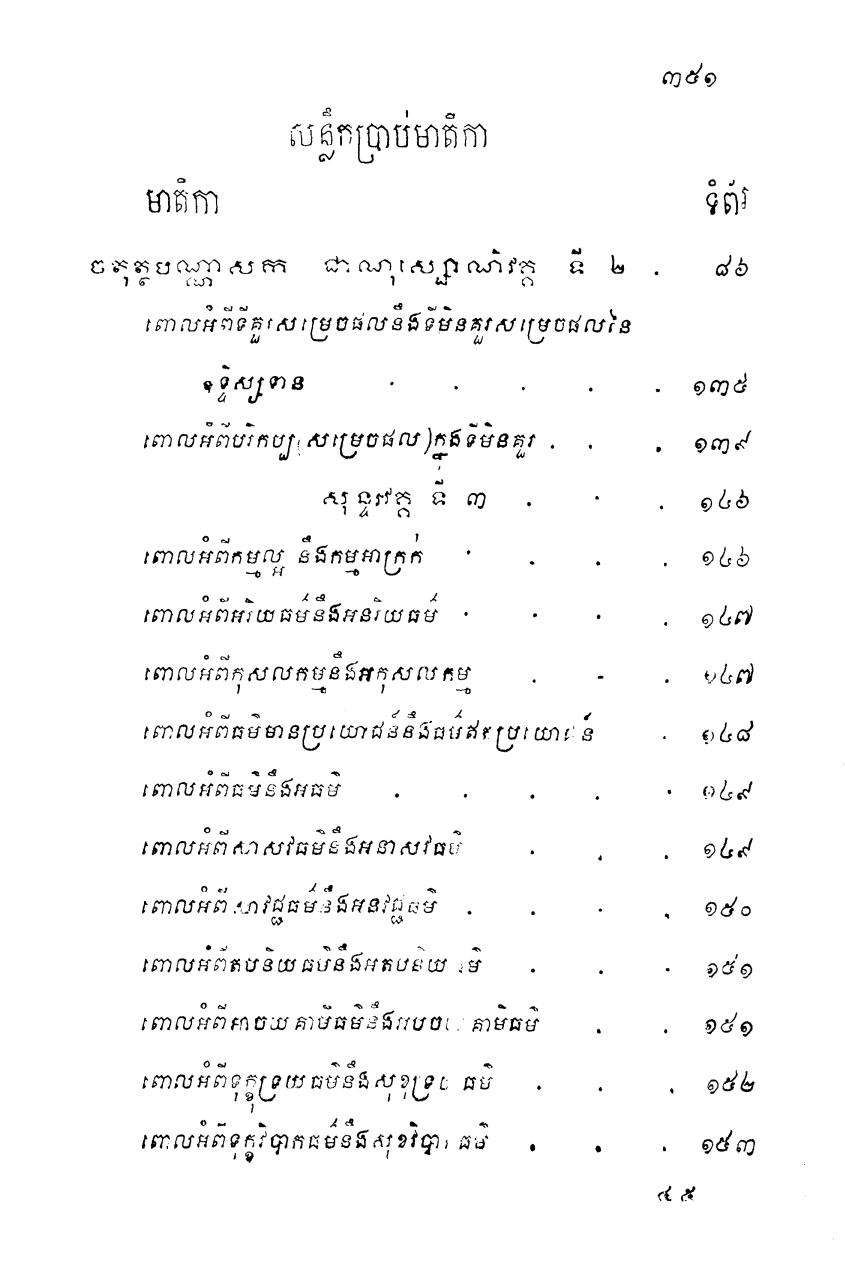 ៣៥១
សន្លឹកប្រាប់មាតិកា
មាតិកា ទំព័រ
ចតុត្ថបណ្ណាសកា ជាណុស្សោណិវគ្គ ទី ២ . ៨៦
ពោលអំពីទីគួរសម្រេចផលនឹងទីមិនគួរសម្រេចផលនៃ
ឧទ្ទិស្សទាន . . . . . ១៣៥
ពោលអំពីបរិកប្ប(សម្រេចផល)ក្នុងទីមិនគួរ . . . ១៣៩
សុន្ទរវគ្គ ទី ៣ . . . ១៤៦
ពោលអំពីកម្មល្អ នឹងកម្មអាក្រក់ . . . . ១៤៦
ពោលអំពីអរិយធម៌នឹងអនរិយធម៌ . . . . ១៤៧
ពោលអំពីកុសលកម្មនឹងអកុសលកម្ម . . . ១៤៧
ពោលអំពីធម៌មានប្រយោជន៍នឹងធម៌ឥតប្រយោជន៍ . ១៤៨
ពោលអំពីធម៌នឹងអធម៌ . . . . . ១៤៩
ពោលអំពីសាសវធម៌នឹងអនាសវធម៌ . . . ១៤៩
ពោលអំពីសាវជ្ជធម៌នឹងអនវជ្ជធម៌ . . . . ១៥០
ពោលអំពីតបនិយធម៌នឹងអតបនិយធម៌ . . . ១៥១
ពោលអំពីអាចយគាមិធម៌នឹងអបចយគាមិធម៌ . . ១៥១
ពោលអំពីទុក្ខុទ្រយធម៌នឹងសុខុទ្រយធម៌ . . . ១៥២
ពោលអំពីទុក្ខវិបាកធម៌នឹងសុខវិបាកធម៌ . . . ១៥៣
៤៥